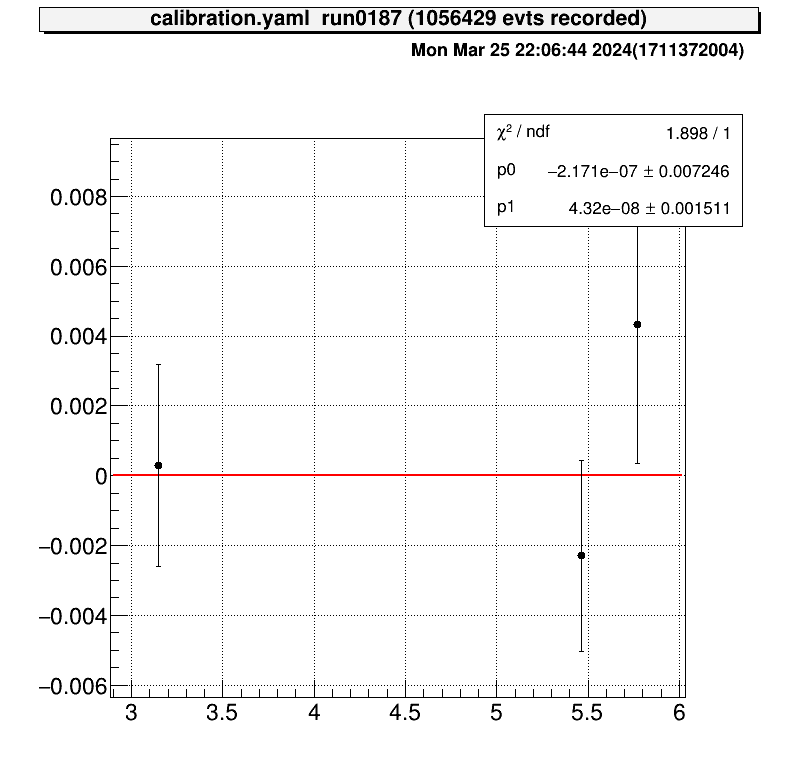 calibration.yaml run0187 (1056429 evts recorded)
Mon Mar 25 22:06:44 2024(1711372004)
χ² / ndf 1.898 / 1
p0 −2.171e−07 ± 0.007246
p1 4.32e−08 ± 0.001511
0.008
0.006
0.004
0.002
0
−0.002
−0.004
−0.006
3 3.5 4 4.5 5 5.5 6